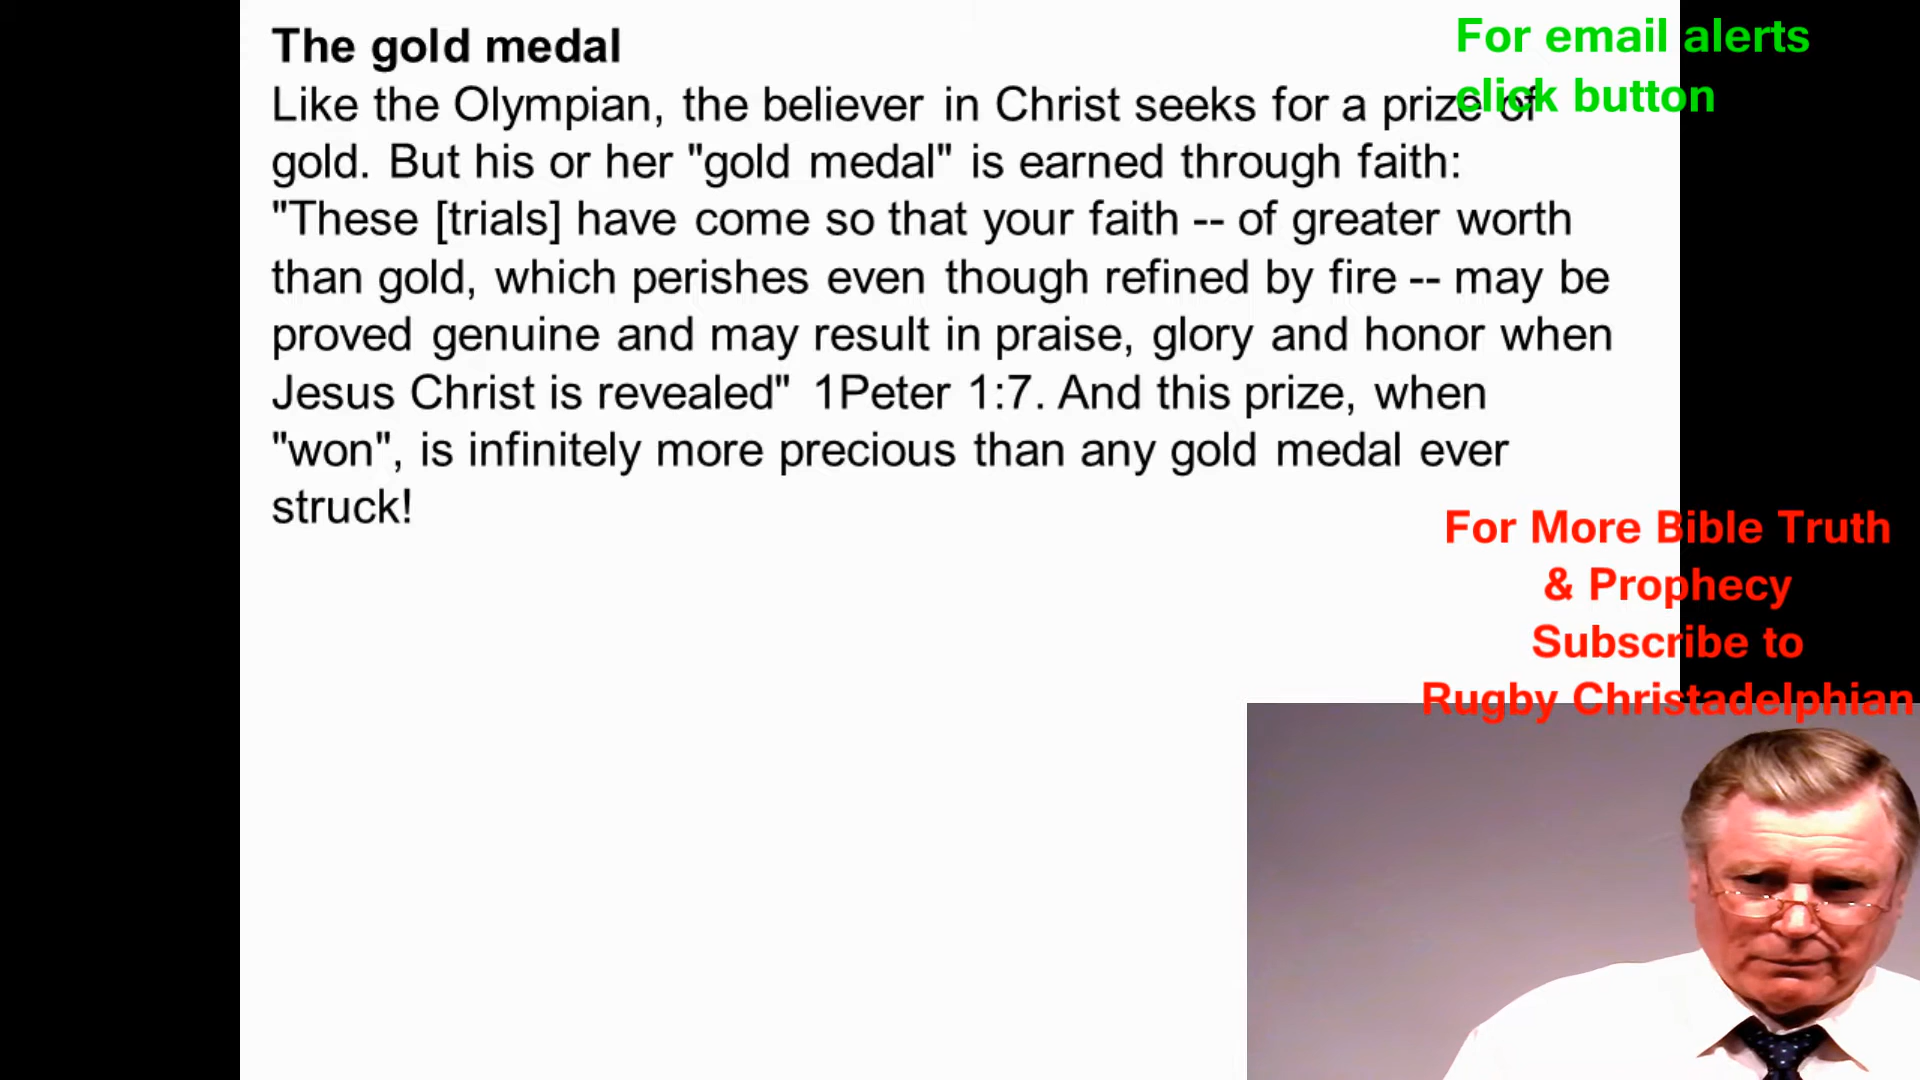 The gold medal
Like the Olympian, the believer in Christ seeks for a prize of
gold. But his or her "gold medal" is earned through faith:
"These [trials] have come so that your faith -- of greater worth
than gold, which perishes even though refined by fire -- may be
proved genuine and may result in praise, glory and honor when
Jesus Christ is revealed" 1Peter 1:7. And this prize, when
"won", is infinitely more precious than any gold medal ever
struck!
For email alerts
click button
For More Bible Truth
& Prophecy
Subscribe to
Rugby Christadelphian